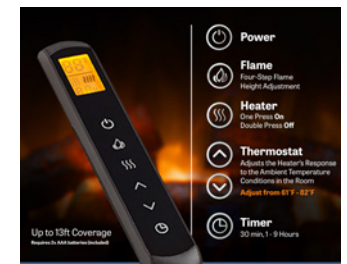 Power
Flame
Four-Step Flame
Height Adjustment
Heater
One Press On
Double Press Off
Thermostat
Adjusts the Heater's Response
to the Ambient Temperature
Conditions in the Room
Adjust from 61°F - 82°F
Timer
30 min, 1 - 9 Hours
Up to 13ft Coverage
Requires 2x AAA batteries (included)